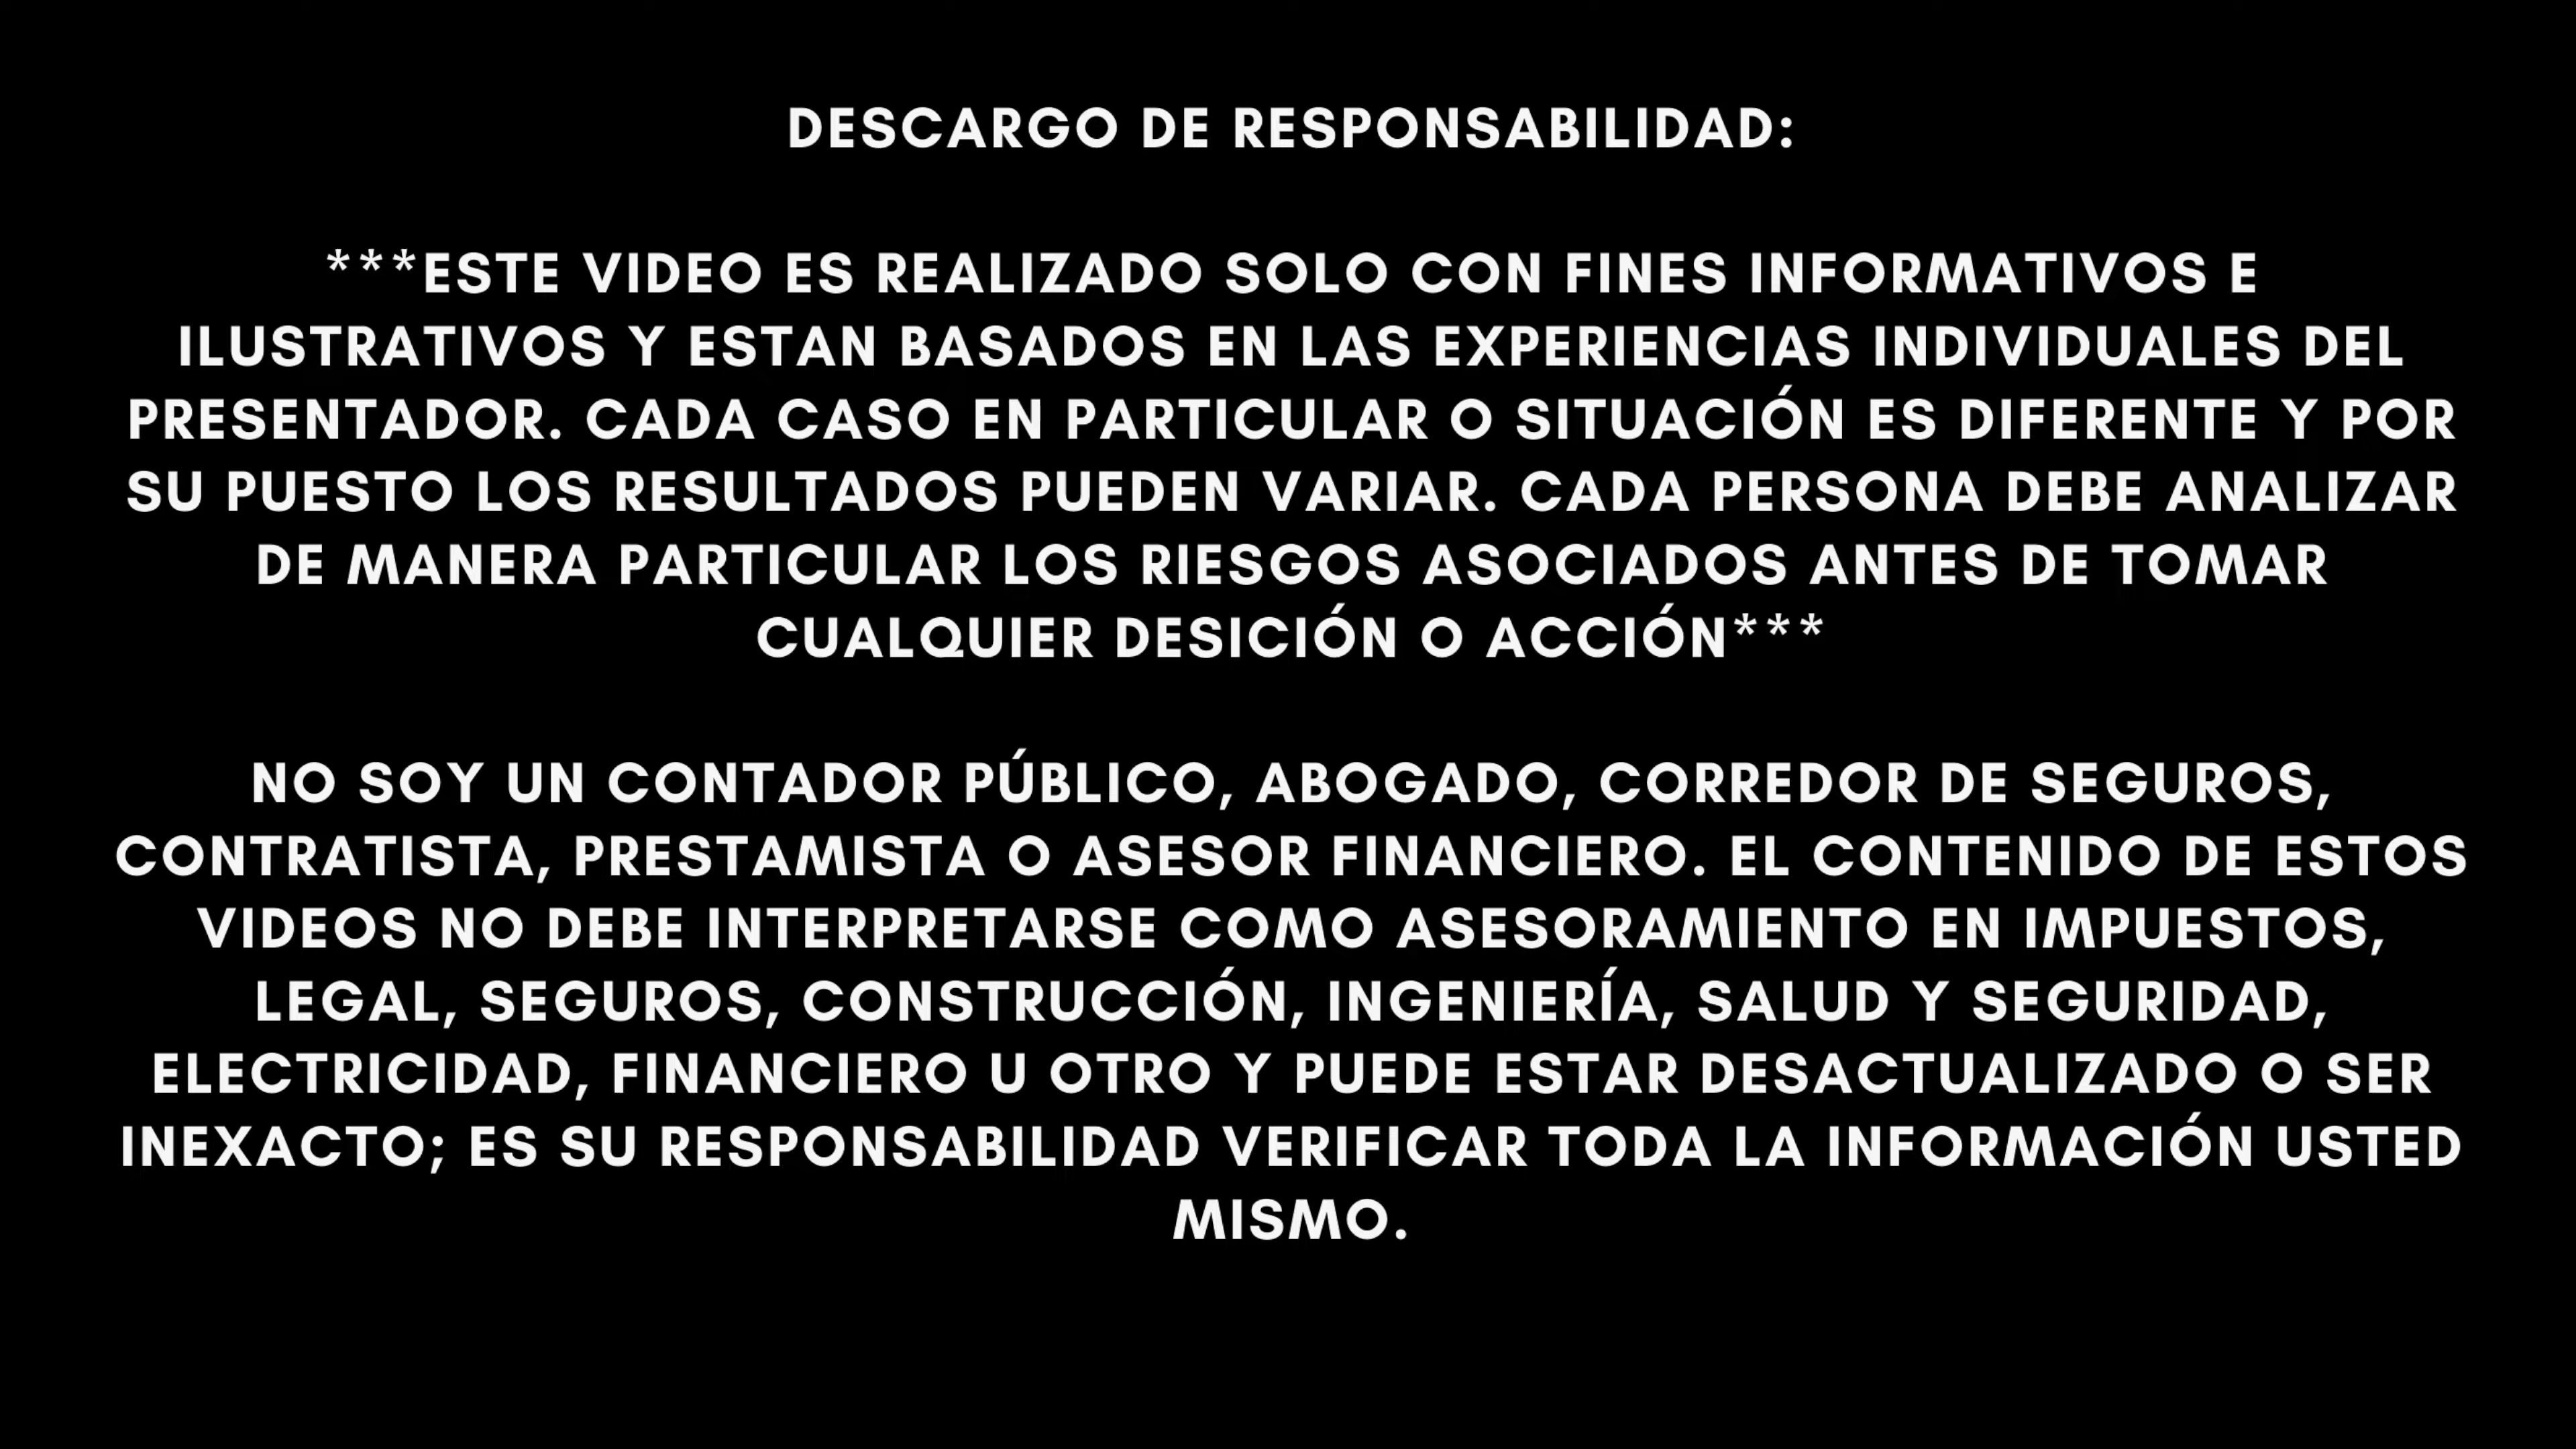 DESCARGO DE RESPONSABILIDAD:
***ESTE VIDEO ES REALIZADO SOLO CON FINES INFORMATIVOS E
ILUSTRATIVOS Y ESTAN BASADOS EN LAS EXPERIENCIAS INDIVIDUALES DEL
PRESENTADOR. CADA CASO EN PARTICULAR O SITUACIÓN ES DIFERENTE Y POR
SU PUESTO LOS RESULTADOS PUEDEN VARIAR. CADA PERSONA DEBE ANALIZAR
DE MANERA PARTICULAR LOS RIESGOS ASOCIADOS ANTES DE TOMAR
CUALQUIER DESICIÓN O ACCIÓN***
NO SOY UN CONTADOR PÚBLICO, ABOGADO, CORREDOR DE SEGUROS,
CONTRATISTA, PRESTAMISTA O ASESOR FINANCIERO. EL CONTENIDO DE ESTOS
VIDEOS NO DEBE INTERPRETARSE COMO ASESORAMIENTO EN IMPUESTOS,
LEGAL, SEGUROS, CONSTRUCCIÓN, INGENIERÍA, SALUD Y SEGURIDAD,
ELECTRICIDAD, FINANCIERO U OTRO Y PUEDE ESTAR DESACTUALIZADO O SER
INEXACTO; ES SU RESPONSABILIDAD VERIFICAR TODA LA INFORMACIÓN USTED
MISMO.